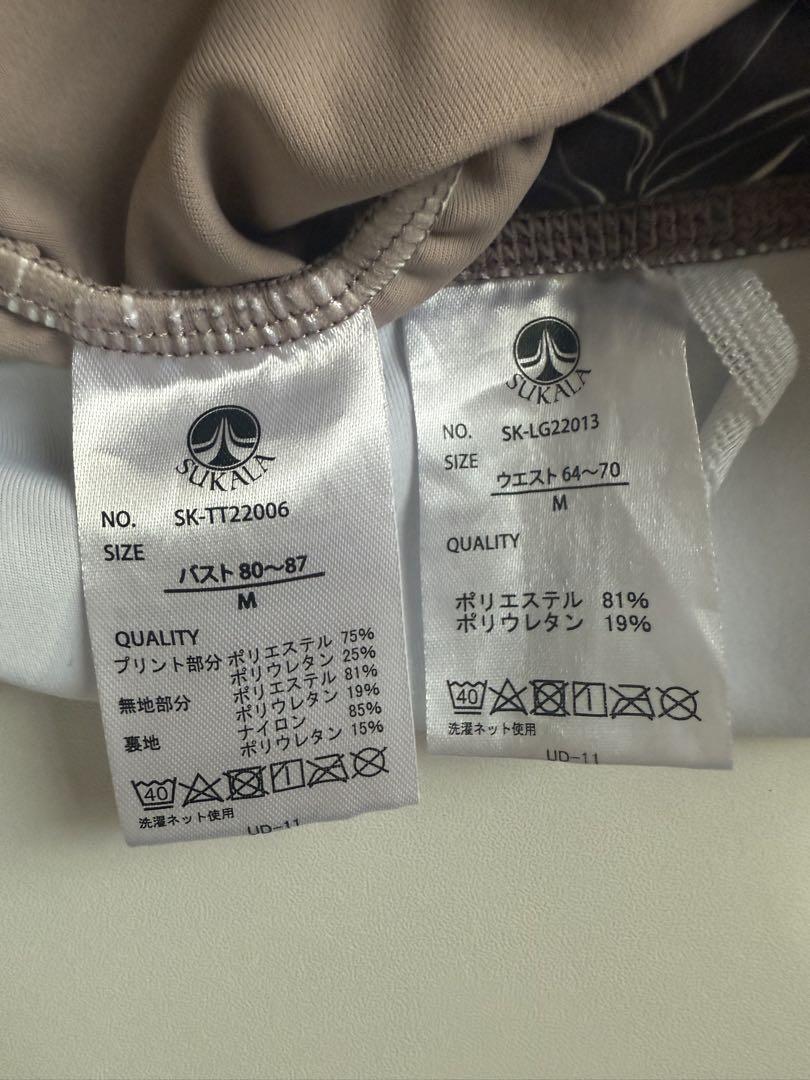 SUKALA
NO. SK-TT22006
SIZE
バスト 80〜87
M
QUALITY
プリント部分 ポリエステル 75%
ポリウレタン 25%
無地部分 ポリエステル 81%
ポリウレタン 19%
裏地 ナイロン 85%
ポリウレタン 15%
40
洗濯ネット使用
UD-11
SUKALA
NO. SK-LG22013
SIZE
ウエスト 64〜70
M
QUALITY
ポリエステル 81%
ポリウレタン 19%
40
洗濯ネット使用
UD-11